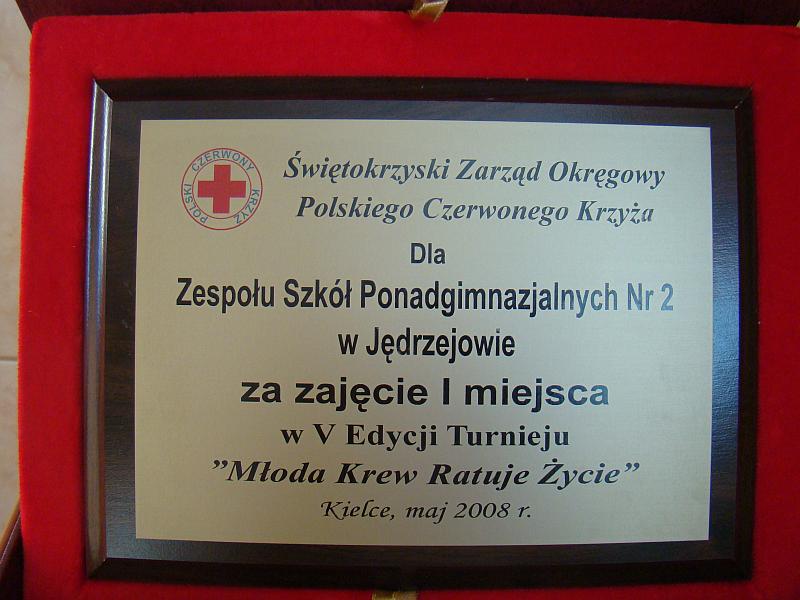 POLSKI CZERWONY KRZYŻ
Świętokrzyski Zarząd Okręgowy
Polskiego Czerwonego Krzyża
Dla
Zespołu Szkół Ponadgimnazjalnych Nr 2
w Jędrzejowie
za zajęcie I miejsca
w V Edycji Turnieju
”Młoda Krew Ratuje Życie”
Kielce, maj 2008 r.